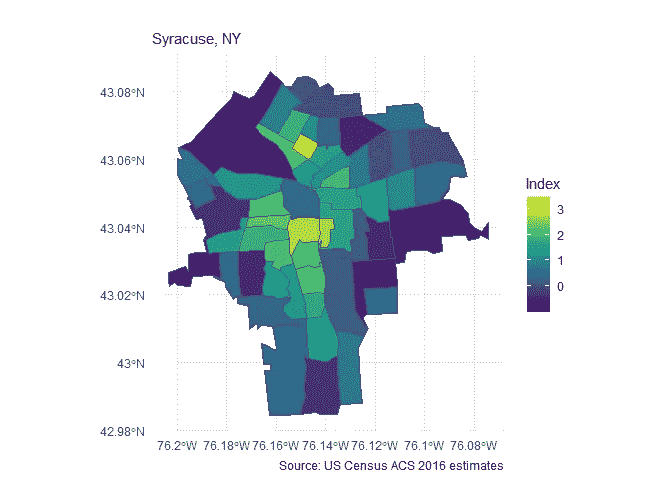 Syracuse, NY
43.08°N
43.06°N
43.04°N
43.02°N
43°N
42.98°N
76.2°W 76.18°W 76.16°W 76.14°W 76.12°W 76.1°W 76.08°W
Index
3
2
1
0
Source: US Census ACS 2016 estimates